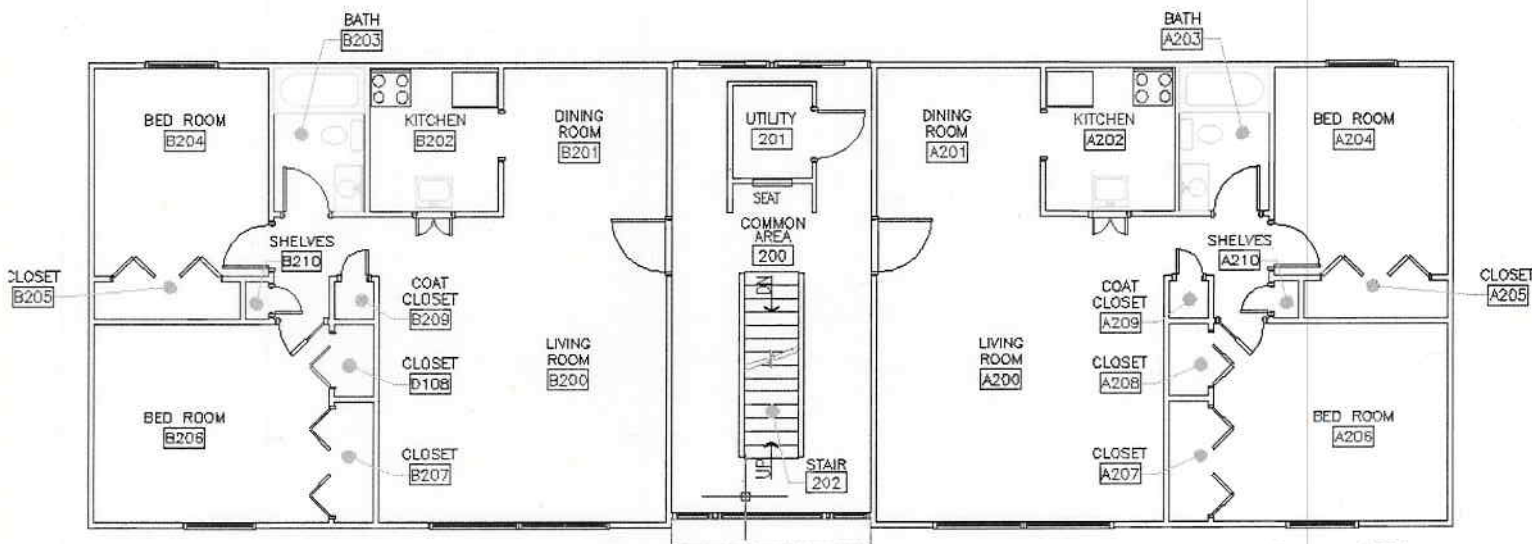 BATH
B203
BATH
A203
BED ROOM
B204
KITCHEN
B202
DINING
ROOM
B201
UTILITY
201
DINING
ROOM
A201
KITCHEN
A202
BED ROOM
A204
SEAT
SHELVES
B210
COMMON
AREA
200
SHELVES
A210
CLOSET
B205
COAT
CLOSET
B209
DN
COAT
CLOSET
A209
CLOSET
A205
LIVING
ROOM
B200
LIVING
ROOM
A200
CLOSET
D108
CLOSET
A208
BED ROOM
B206
BED ROOM
A206
CLOSET
B207
UP
STAIR
202
CLOSET
A207